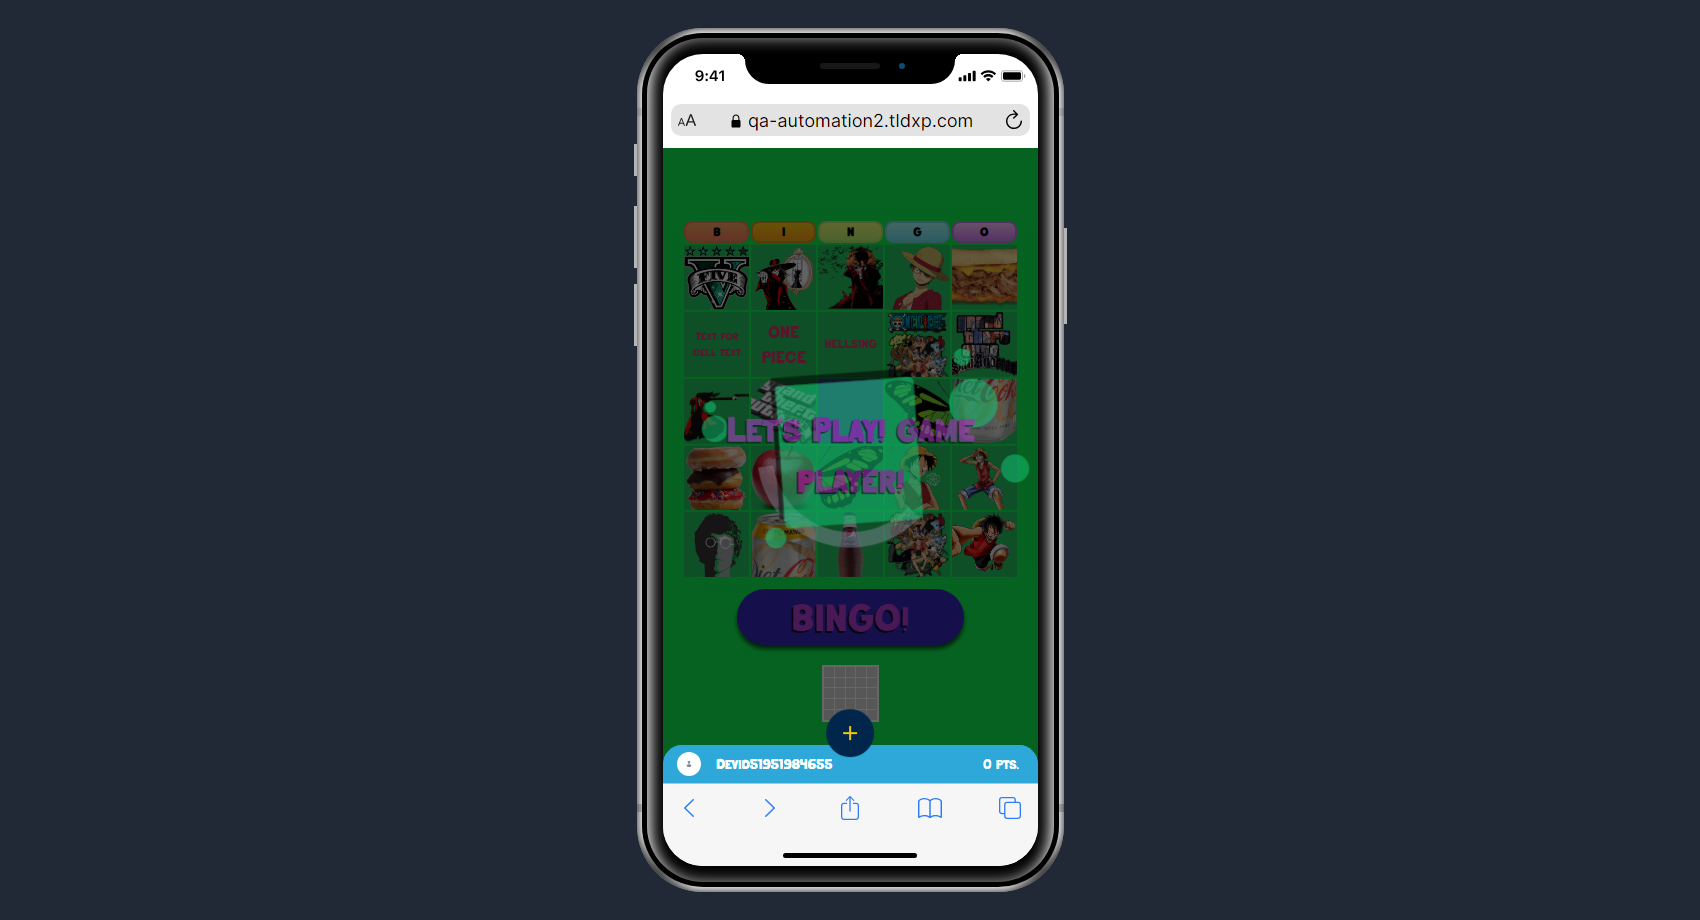 9:41
AA
qa-automation2.tldxp.com
B I N G O
FIVE
V
TEXT FOR
CELL TEXT
ONE
PIECE
HELLSING
LET'S PLAY! GAME
PLAYER!
BINGO!
+
DEVID51951984655
0 PTS.